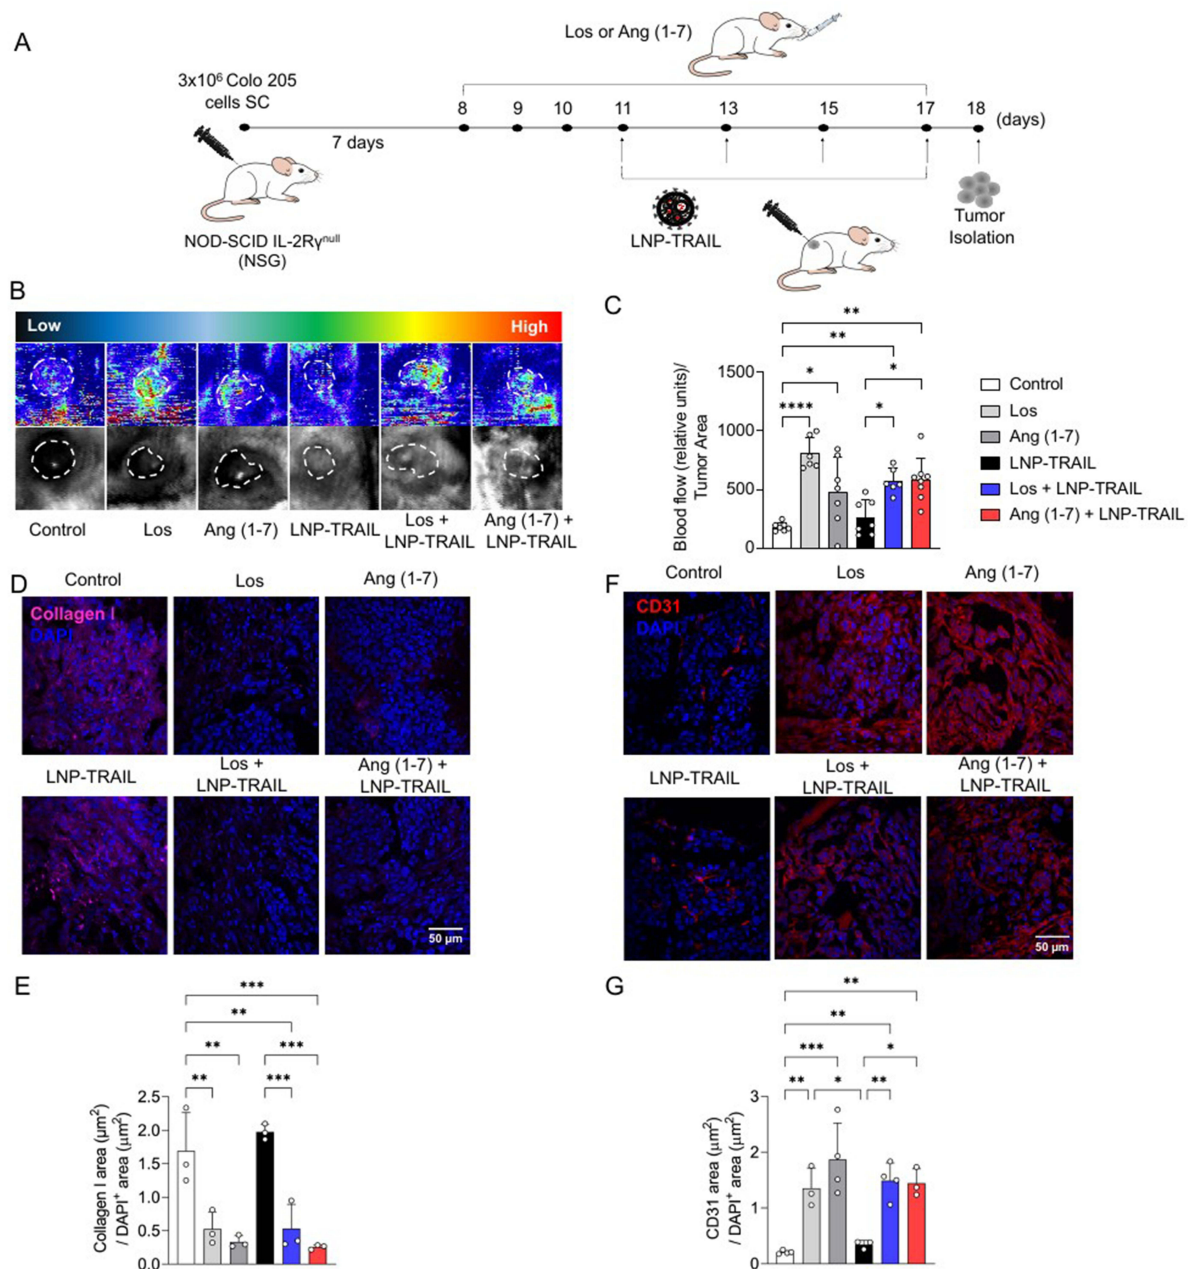 A
Los or Ang (1-7)
3x10⁶ Colo 205
cells SC
8 9 10 11 13 15 17 18 (days)
7 days
NOD-SCID IL-2Rγⁿᵘˡˡ
(NSG)
LNP-TRAIL
Tumor
Isolation
B
Low High
Control Los Ang (1-7) LNP-TRAIL Los + LNP-TRAIL Ang (1-7) + LNP-TRAIL
C
Blood flow (relative units)/
Tumor Area
1500
1000
500
0
**
**
* *
**** *
Control
Los
Ang (1-7)
LNP-TRAIL
Los + LNP-TRAIL
Ang (1-7) + LNP-TRAIL
D
Control Los Ang (1-7)
Collagen I
DAPI
LNP-TRAIL Los + LNP-TRAIL Ang (1-7) + LNP-TRAIL
50 µm
F
Control Los Ang (1-7)
CD31
DAPI
LNP-TRAIL Los + LNP-TRAIL Ang (1-7) + LNP-TRAIL
50 µm
E
***
**
** ***
** ***
Collagen I area (µm²)
/ DAPI⁺ area (µm²)
2.5
2.0
1.5
1.0
0.5
0.0
G
**
**
*** *
** * **
CD31 area (µm²)
/ DAPI⁺ area (µm²)
3
2
1
0